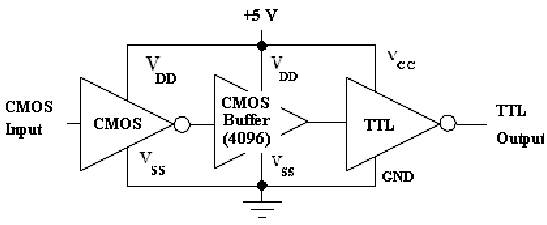 +5 V
V DD
V DD
V CC
CMOS Input
CMOS
CMOS
Buffer
(4096)
TTL
TTL Output
V SS
V SS
GND